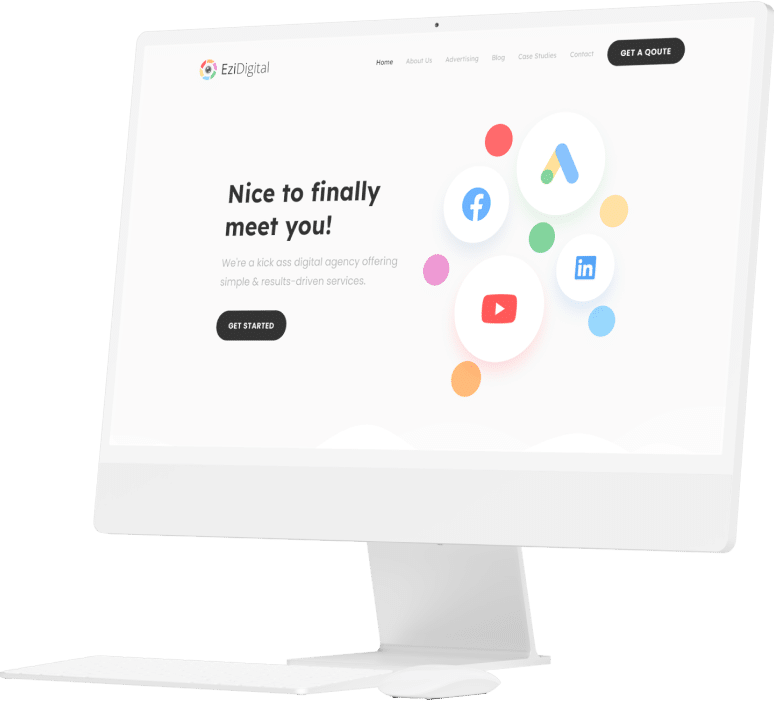 EziDigital
Home About Us Advertising Blog Case Studies Contact GET A QOUTE
Nice to finally
meet you!
We're a kick ass digital agency offering
simple & results-driven services.
GET STARTED